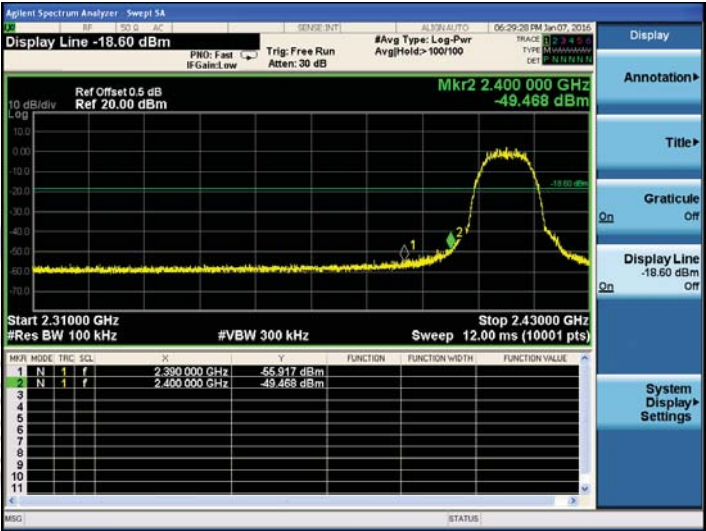 Agilent Spectrum Analyzer - Swept SA
RF 50 Ω AC SENSE:INT ALIGN AUTO 06:29:28 PM Jan 07, 2016
Display Line -18.60 dBm
#Avg Type: Log-Pwr
TRACE 1 2 3 4 5 6
PNO: Fast Trig: Free Run Avg|Hold:> 100/100
TYPE
IFGain:Low Atten: 30 dB
DET P N N N N N
Mkr2 2.400 000 GHz
-49.468 dBm
Ref Offset 0.5 dB
10 dB/div Ref 20.00 dBm
Log
10.0
0.00
-10.0
-20.0
-18.60 dBm
-30.0
-40.0
-50.0
-60.0
-70.0
1
2
Start 2.31000 GHz Stop 2.43000 GHz
#Res BW 100 kHz #VBW 300 kHz Sweep 12.00 ms (10001 pts)
MKR MODE TRC SCL X Y FUNCTION FUNCTION WIDTH FUNCTION VALUE
1 N 1 f 2.390 000 GHz -55.917 dBm
2 N 1 f 2.400 000 GHz -49.468 dBm
3
4
5
6
7
8
9
10
11
MSG STATUS
Display
Annotation
Title
Graticule
On Off
Display Line
-18.60 dBm
On Off
System
Display
Settings